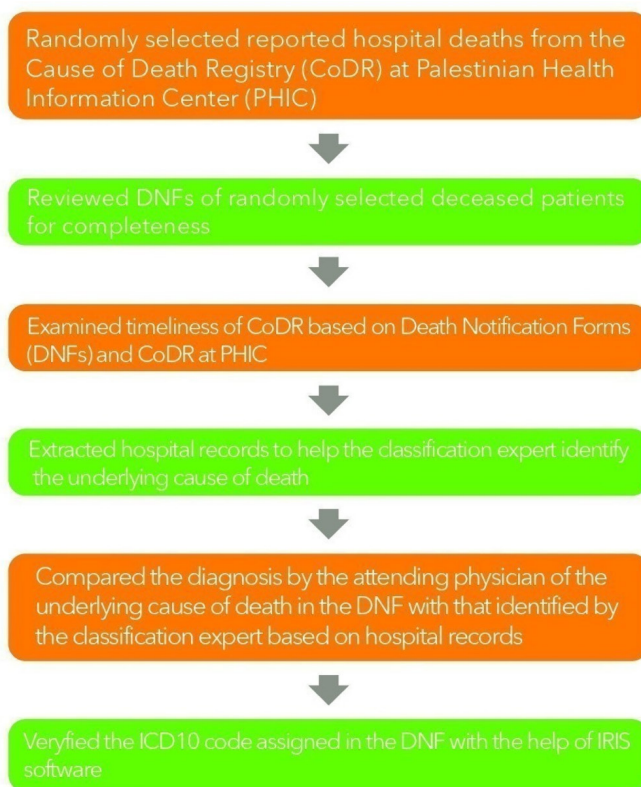 Randomly selected reported hospital deaths from the
Cause of Death Registry (CoDR) at Palestinian Health
Information Center (PHIC)
Reviewed DNFs of randomly selected deceased patients
for completeness
Examined timeliness of CoDR based on Death Notification Forms
(DNFs) and CoDR at PHIC
Extracted hospital records to help the classification expert identify
the underlying cause of death
Compared the diagnosis by the attending physician of the
underlying cause of death in the DNF with that identified by
the classification expert based on hospital records
Veryfied the ICD10 code assigned in the DNF with the help of IRIS
software